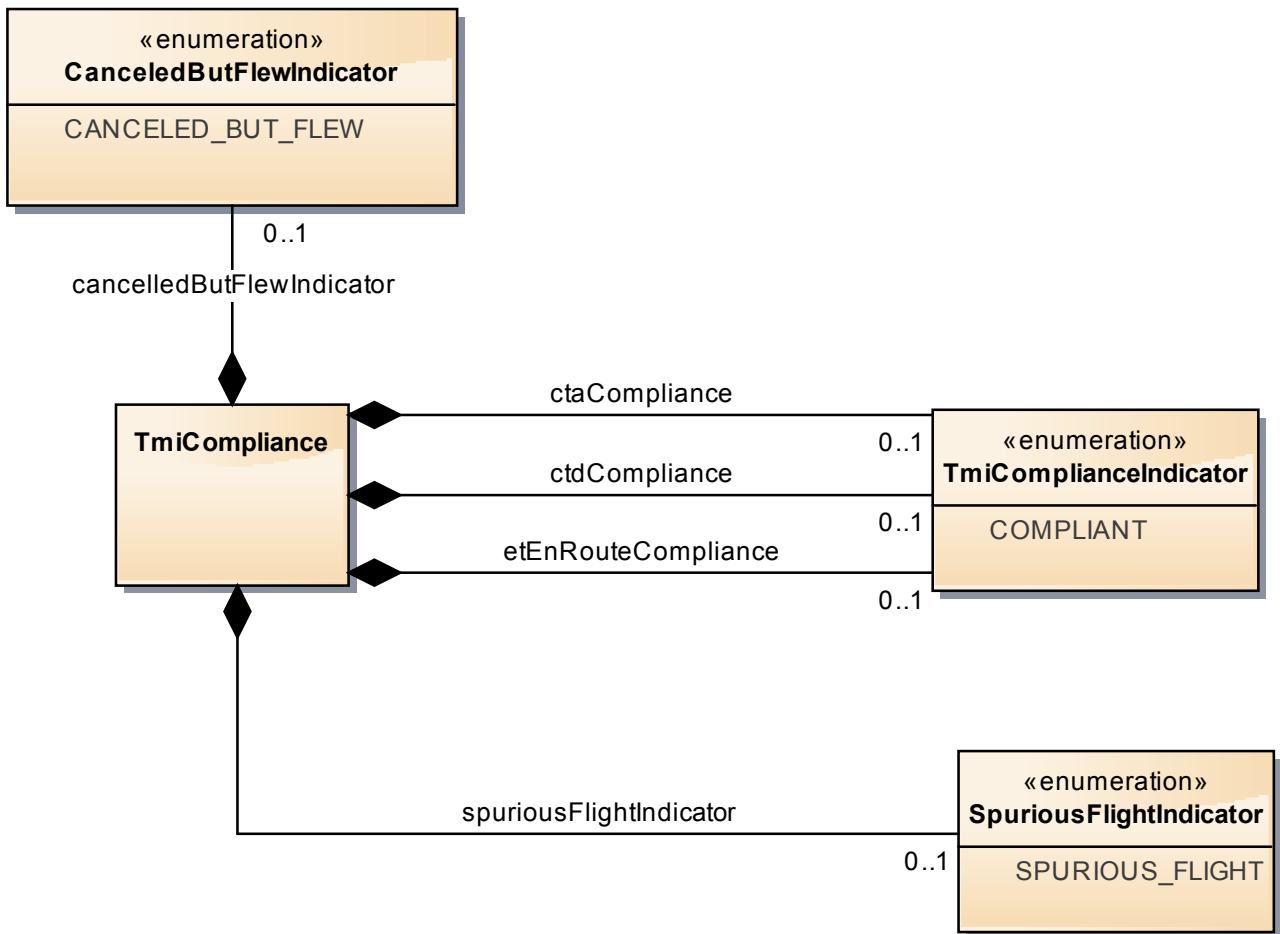 «enumeration»
CanceledButFlewIndicator
CANCELED_BUT_FLEW
0..1
cancelledButFlewIndicator
TmiCompliance
ctaCompliance
0..1
ctdCompliance
0..1
etEnRouteCompliance
0..1
«enumeration»
TmiComplianceIndicator
COMPLIANT
spuriousFlightIndicator
0..1
«enumeration»
SpuriousFlightIndicator
SPURIOUS_FLIGHT